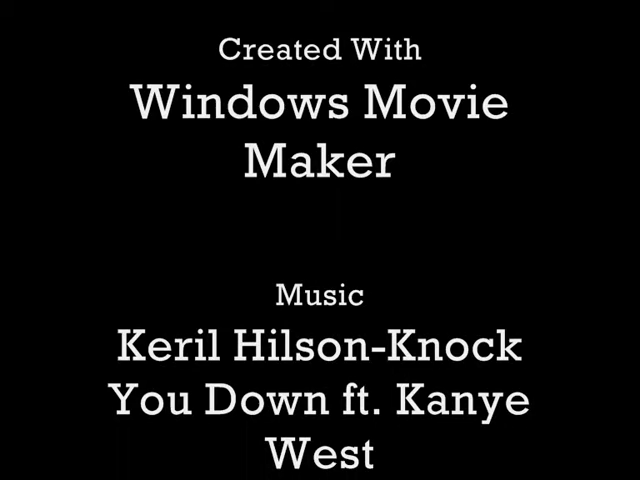 Created With
Windows Movie
Maker
Music
Keril Hilson-Knock
You Down ft. Kanye
West